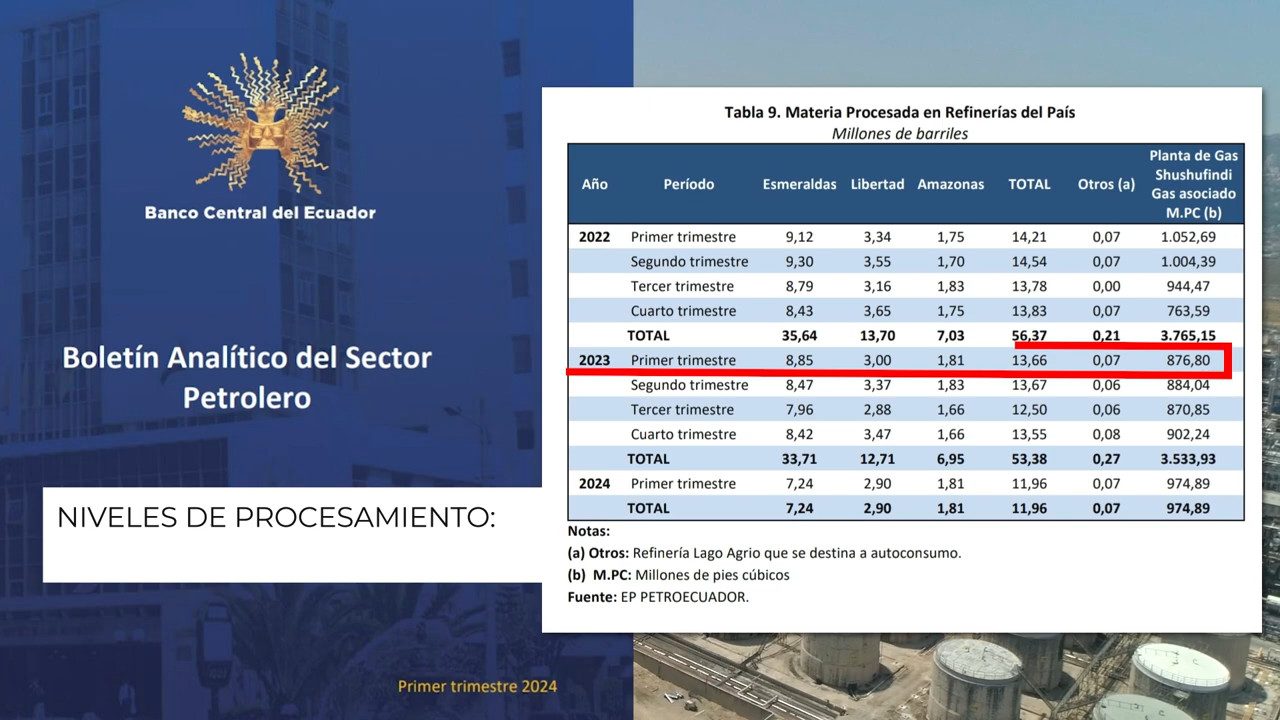 Banco Central del Ecuador
Boletín Analítico del Sector
Petrolero
NIVELES DE PROCESAMIENTO:
Primer trimestre 2024
Tabla 9. Materia Procesada en Refinerías del País
Millones de barriles
Año Período Esmeraldas Libertad Amazonas TOTAL Otros (a) Planta de Gas Shushufindi Gas asociado M.PC (b)
2022 Primer trimestre 9,12 3,34 1,75 14,21 0,07 1.052,69
Segundo trimestre 9,30 3,55 1,70 14,54 0,07 1.004,39
Tercer trimestre 8,79 3,16 1,83 13,78 0,00 944,47
Cuarto trimestre 8,43 3,65 1,75 13,83 0,07 763,59
TOTAL 35,64 13,70 7,03 56,37 0,21 3.765,15
2023 Primer trimestre 8,85 3,00 1,81 13,66 0,07 876,80
Segundo trimestre 8,47 3,37 1,83 13,67 0,06 884,04
Tercer trimestre 7,96 2,88 1,66 12,50 0,06 870,85
Cuarto trimestre 8,42 3,47 1,66 13,55 0,08 902,24
TOTAL 33,71 12,71 6,95 53,38 0,27 3.533,93
2024 Primer trimestre 7,24 2,90 1,81 11,96 0,07 974,89
TOTAL 7,24 2,90 1,81 11,96 0,07 974,89
Notas:
(a) Otros: Refinería Lago Agrio que se destina a autoconsumo.
(b) M.PC: Millones de pies cúbicos
Fuente: EP PETROECUADOR.